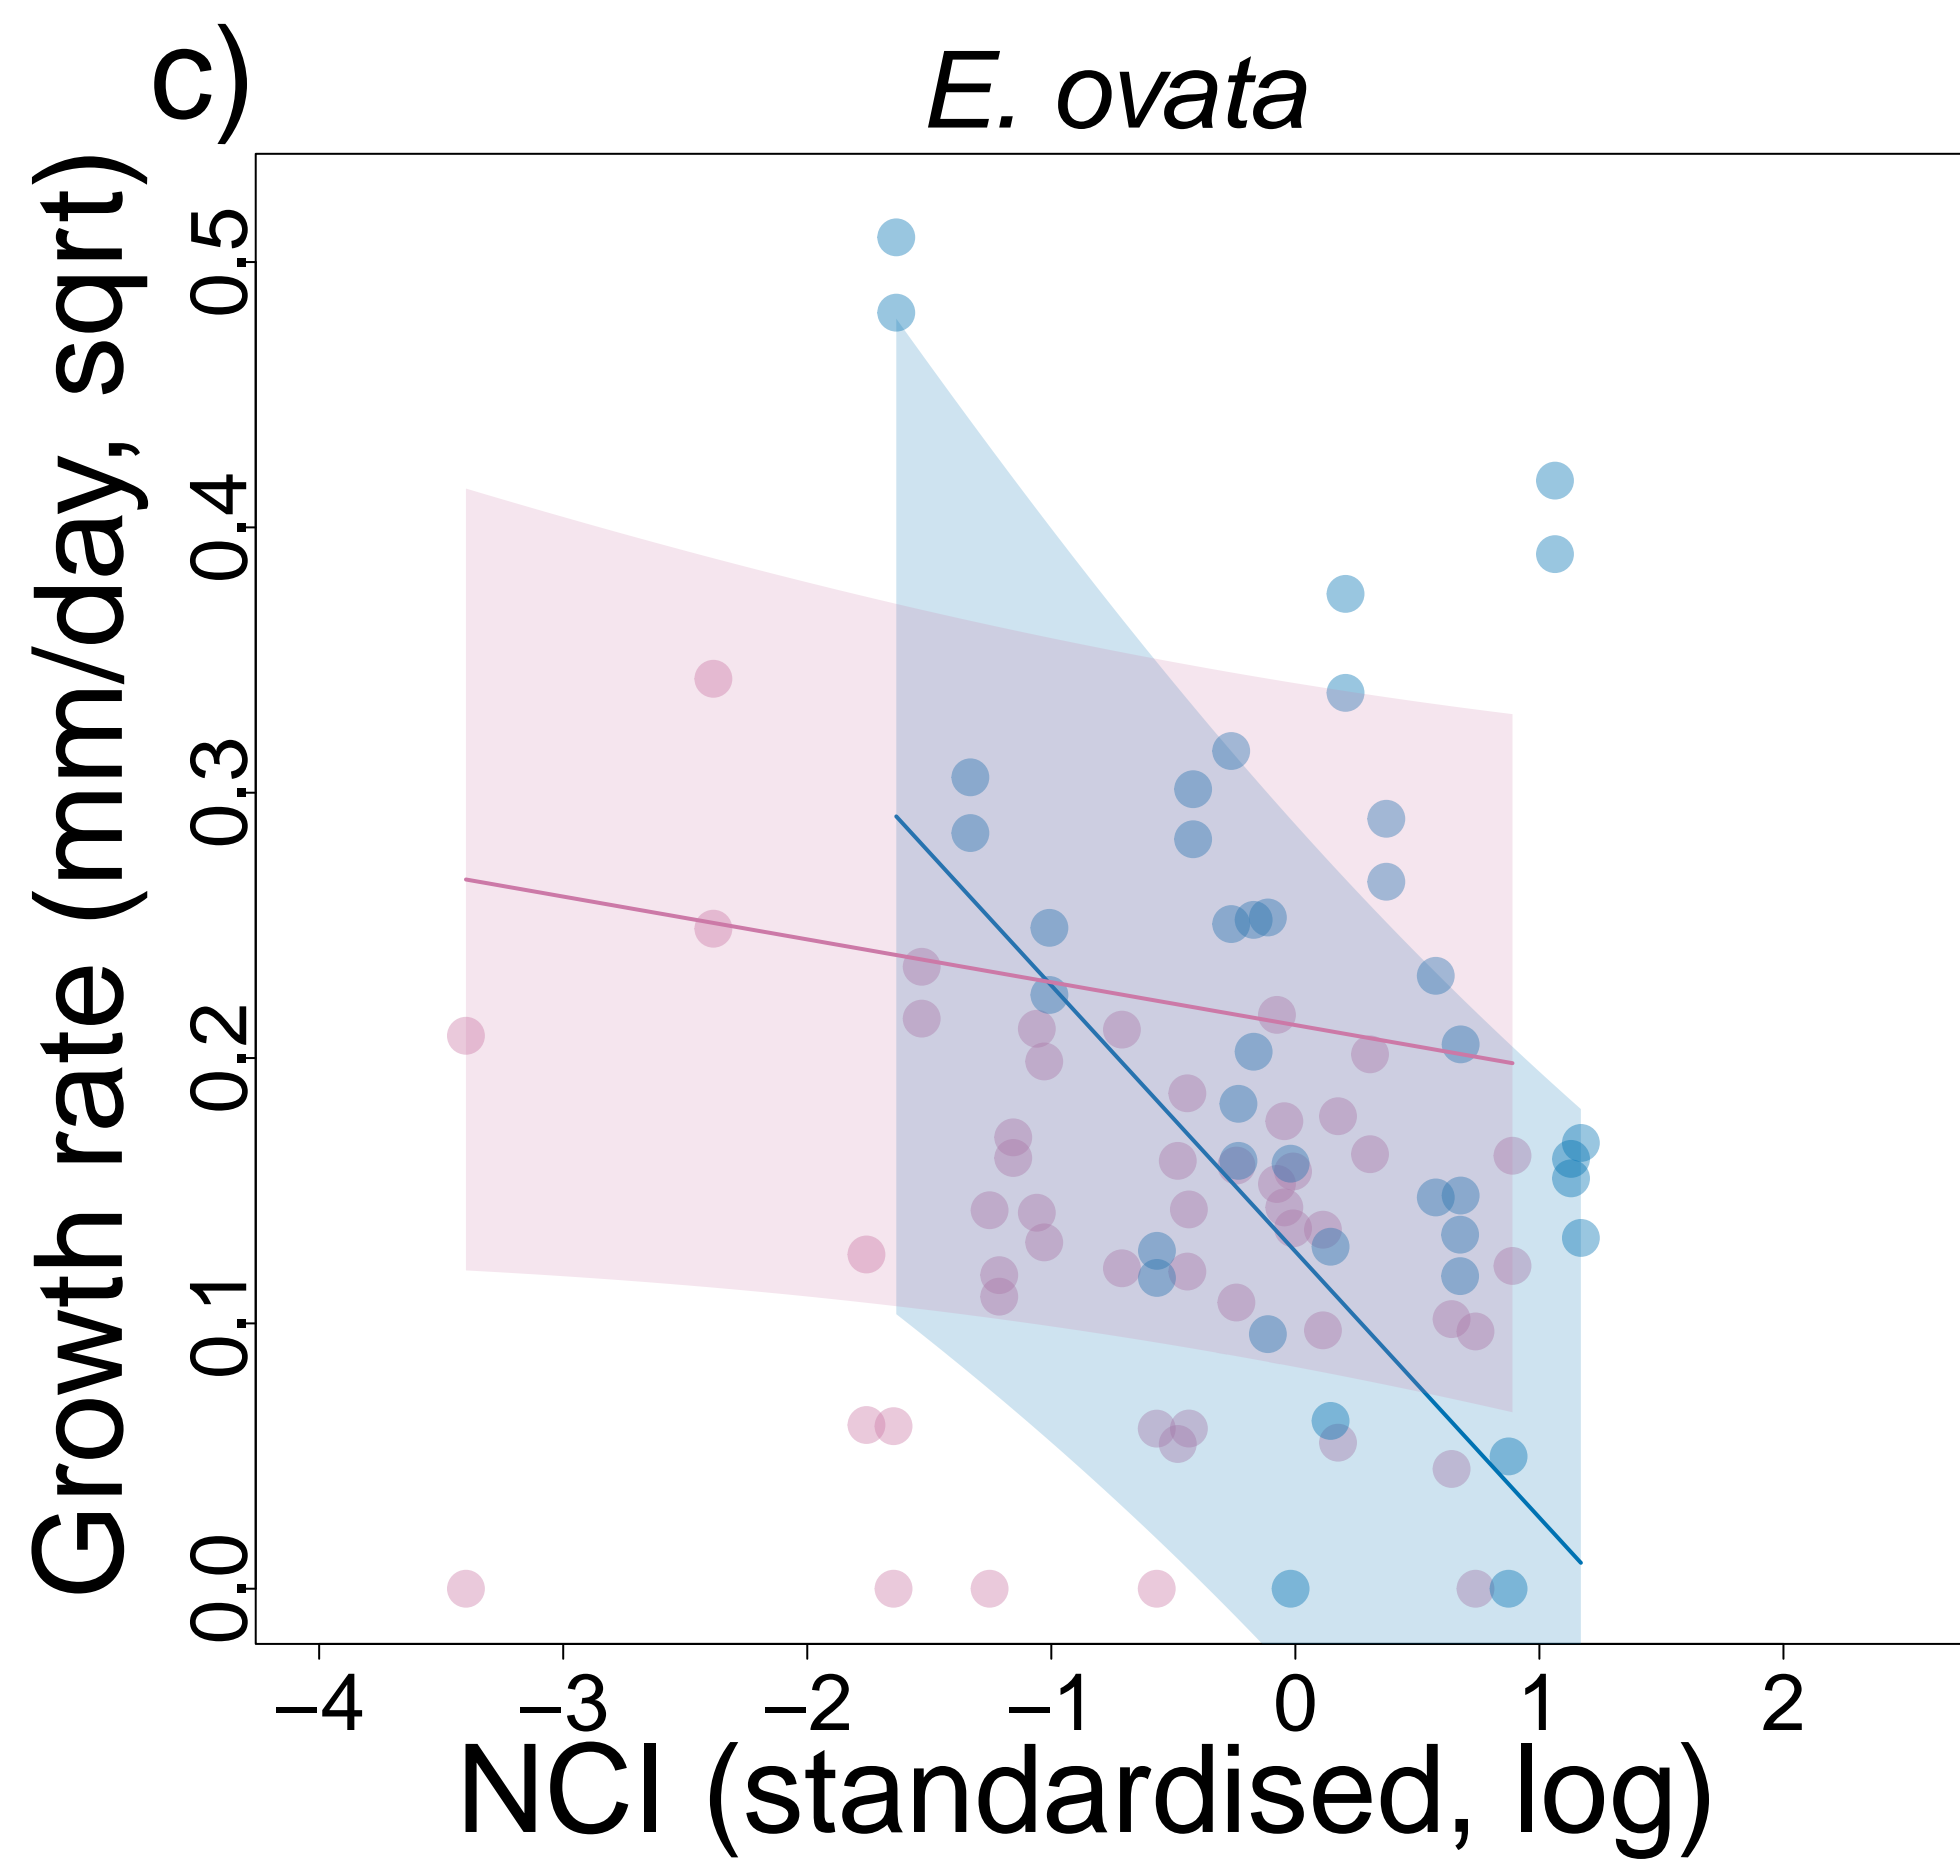 c)
E. ovata
Growth rate (mm/day, sqrt)
0.5
0.4
0.3
0.2
0.1
0.0
–4 –3 –2 –1 0 1 2
NCI (standardised, log)